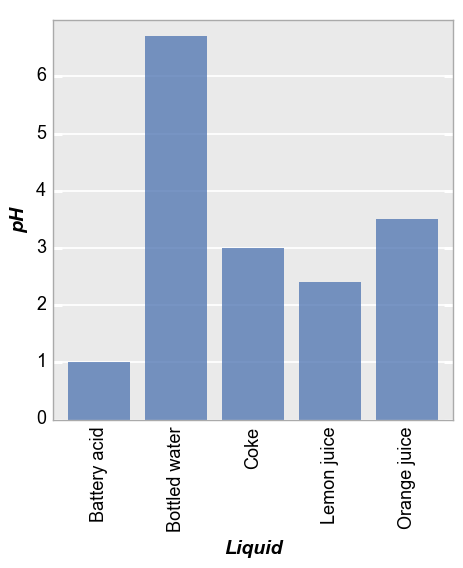 6
5
4
3
2
1
0
pH
Battery acid
Bottled water
Coke
Lemon juice
Orange juice
Liquid